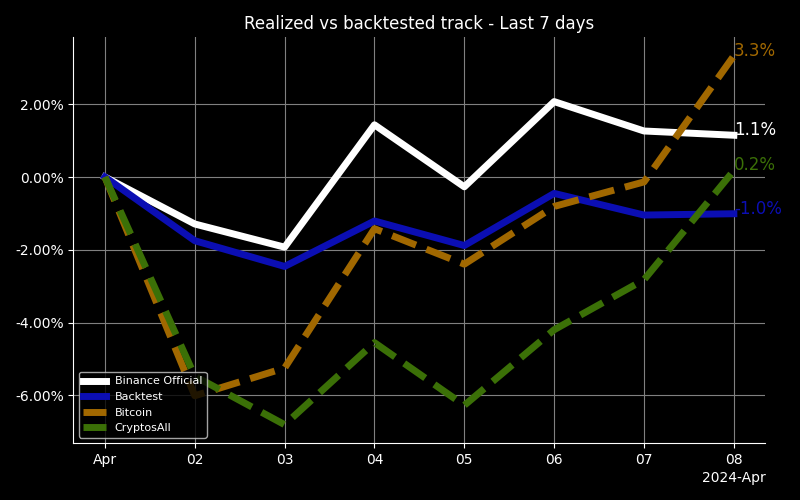 Realized vs backtested track - Last 7 days
3.3%
2.00%
1.1%
0.2%
0.00%
-1.0%
-2.00%
-4.00%
-6.00%
Binance Official
Backtest
Bitcoin
CryptosAll
Apr 02 03 04 05 06 07 08
2024-Apr